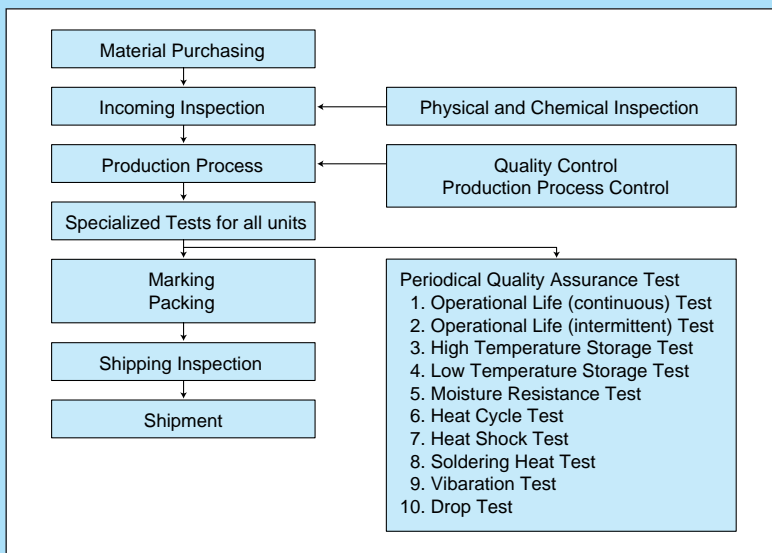 Material Purchasing
Incoming Inspection
Physical and Chemical Inspection
Production Process
Quality Control
Production Process Control
Specialized Tests for all units
Marking
Packing
Shipping Inspection
Shipment
Periodical Quality Assurance Test
1. Operational Life (continuous) Test
2. Operational Life (intermittent) Test
3. High Temperature Storage Test
4. Low Temperature Storage Test
5. Moisture Resistance Test
6. Heat Cycle Test
7. Heat Shock Test
8. Soldering Heat Test
9. Vibaration Test
10. Drop Test